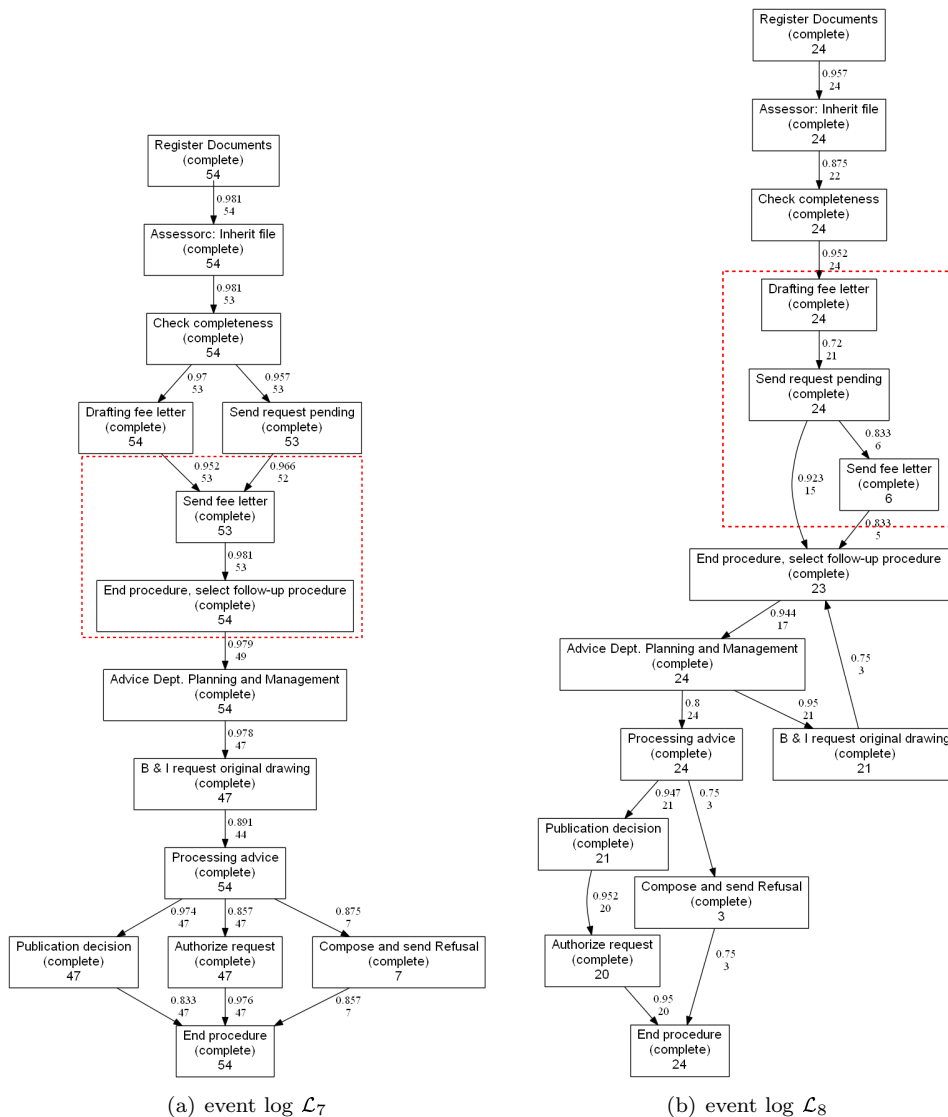 Register Documents
(complete)
54
0.981
54
Assessorc: Inherit file
(complete)
54
0.981
53
Check completeness
(complete)
54
0.97
53
0.957
53
Drafting fee letter
(complete)
54
Send request pending
(complete)
53
0.952
53
0.966
52
Send fee letter
(complete)
53
0.981
53
End procedure, select follow-up procedure
(complete)
54
0.979
49
Advice Dept. Planning and Management
(complete)
54
0.978
47
B & I request original drawing
(complete)
47
0.891
44
Processing advice
(complete)
54
0.974
47
0.857
47
0.875
7
Publication decision
(complete)
47
Authorize request
(complete)
47
Compose and send Refusal
(complete)
7
0.833
47
0.976
47
0.857
7
End procedure
(complete)
54
(a) event log 𝓛₇
Register Documents
(complete)
24
0.957
24
Assessor: Inherit file
(complete)
24
0.875
22
Check completeness
(complete)
24
0.952
24
Drafting fee letter
(complete)
24
0.72
21
Send request pending
(complete)
24
0.833
6
0.923
15
Send fee letter
(complete)
6
0.833
5
End procedure, select follow-up procedure
(complete)
23
0.944
17
0.75
3
Advice Dept. Planning and Management
(complete)
24
0.8
24
0.95
21
Processing advice
(complete)
24
B & I request original drawing
(complete)
21
0.947
21
0.75
3
Publication decision
(complete)
21
Compose and send Refusal
(complete)
3
0.952
20
Authorize request
(complete)
20
0.75
3
0.95
20
End procedure
(complete)
24
(b) event log 𝓛₈